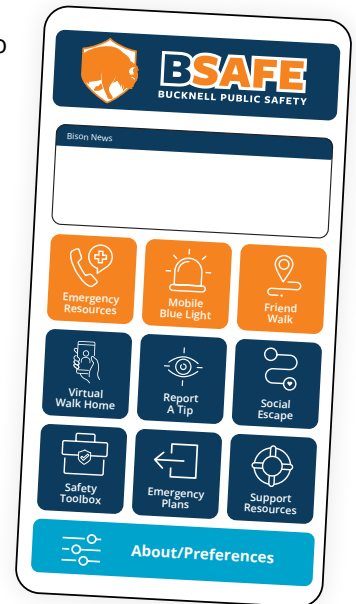 BSAFE
BUCKNELL PUBLIC SAFETY
Bison News
Emergency
Resources
Mobile
Blue Light
Friend
Walk
Virtual
Walk Home
Report
A Tip
Social
Escape
Safety
Toolbox
Emergency
Plans
Support
Resources
About/Preferences